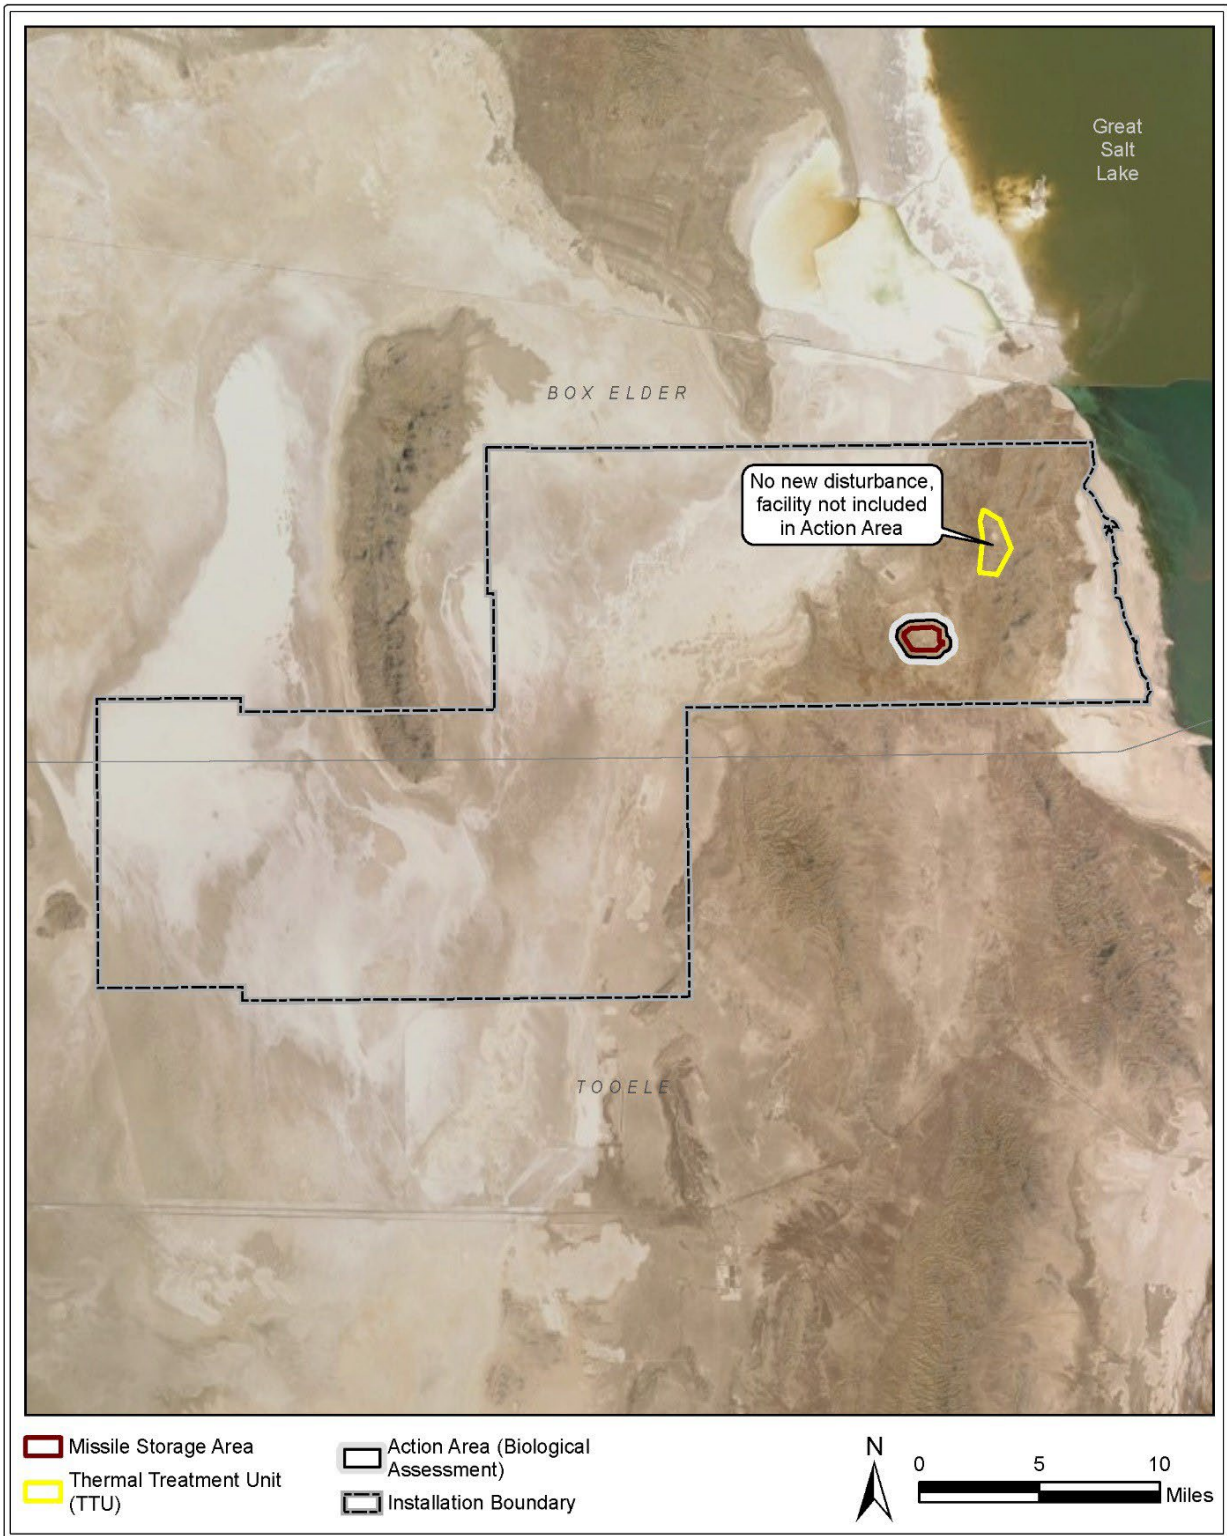 Great
Salt
Lake
BOX ELDER
No new disturbance,
facility not included
in Action Area
TOOELE
Missile Storage Area
Thermal Treatment Unit
(TTU)
Action Area (Biological
Assessment)
Installation Boundary
N
0 5 10
Miles